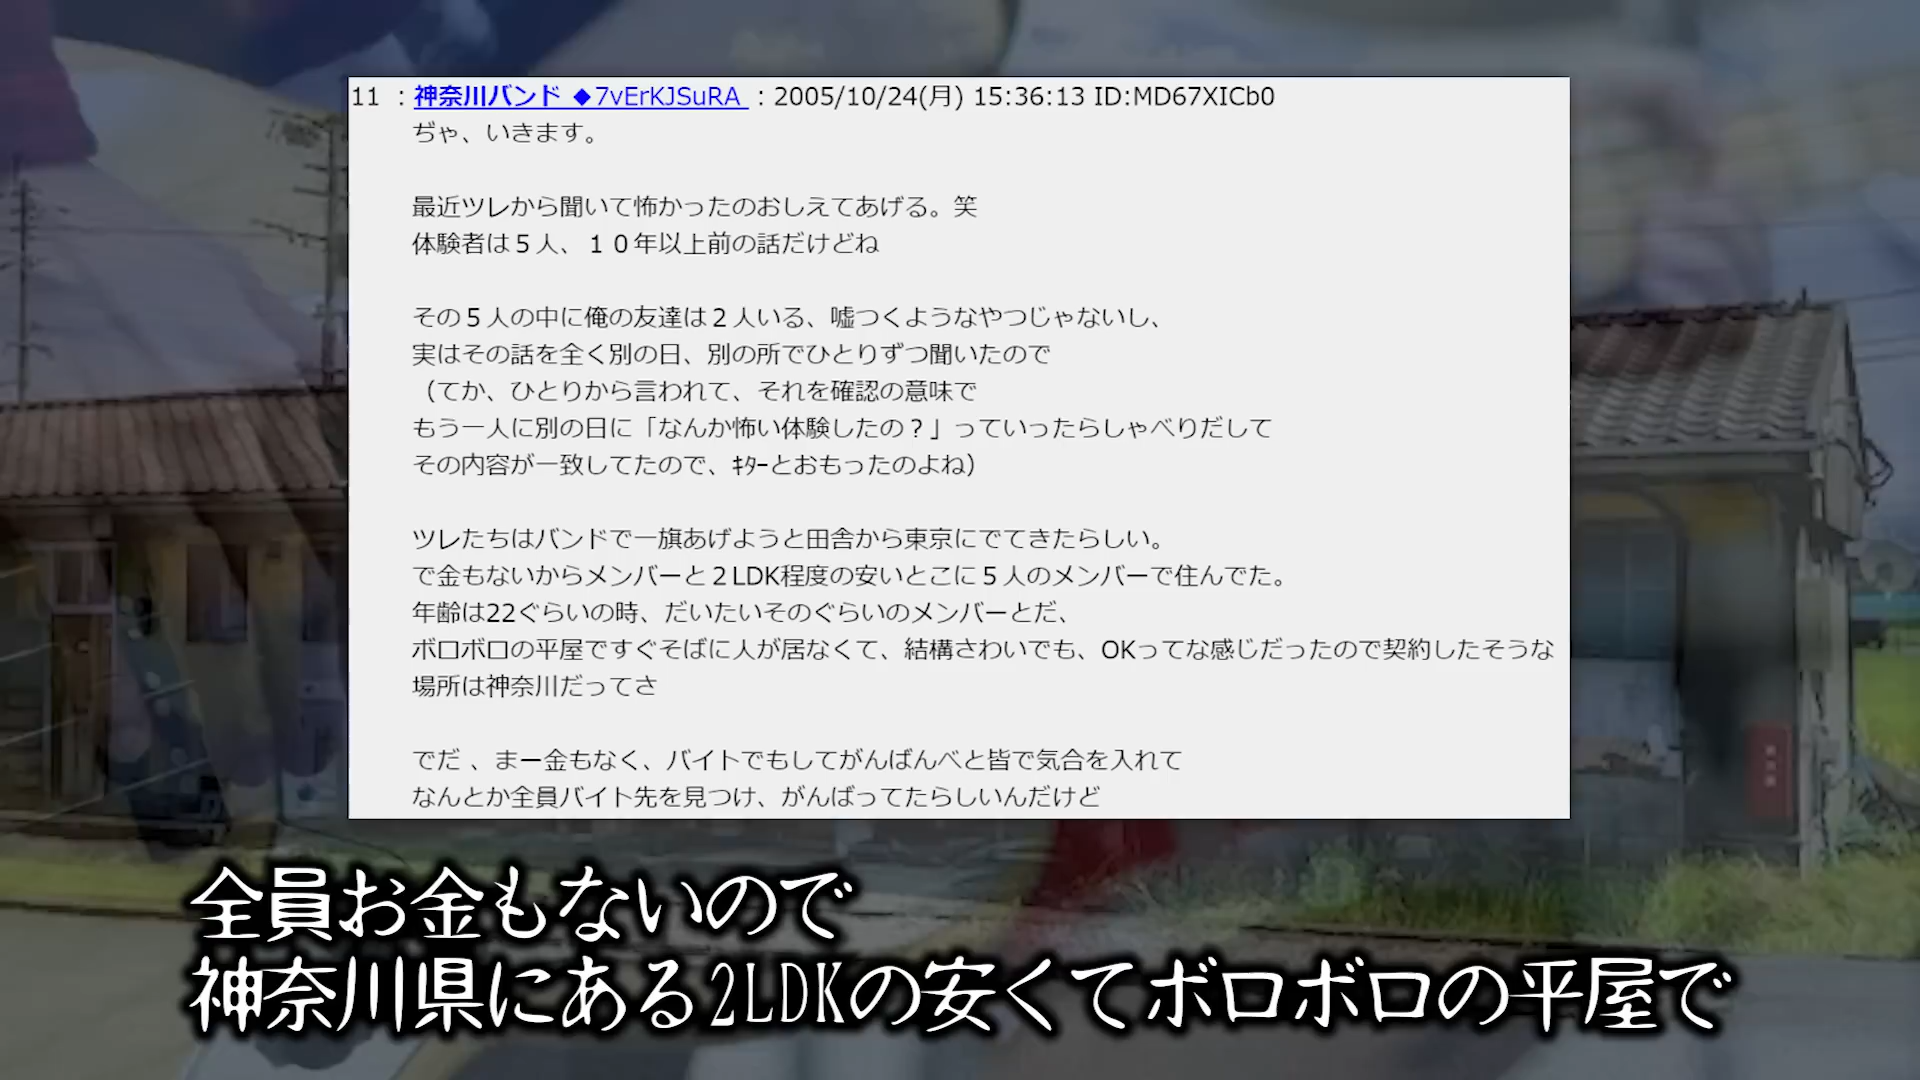 11 ：神奈川バンド ◆7vErKJSuRA ：2005/10/24(月) 15:36:13 ID:MD67XICb0
ぢゃ、いきます。
最近ツレから聞いて怖かったのおしえてあげる。笑
体験者は５人、１０年以上前の話だけどね
その５人の中に俺の友達は２人いる、嘘つくようなやつじゃないし、
実はその話を全く別の日、別の所でひとりずつ聞いたので
（てか、ひとりから言われて、それを確認の意味で
もう一人に別の日に「なんか怖い体験したの？」っていったらしゃべりだして
その内容が一致してたので、ｷﾀｰとおもったのよね）
ツレたちはバンドで一旗あげようと田舎から東京にでてきたらしい。
で金もないからメンバーと２LDK程度の安いとこに５人のメンバーで住んでた。
年齢は22ぐらいの時、だいたいそのぐらいのメンバーとだ、
ボロボロの平屋ですぐそばに人が居なくて、結構さわいでも、OKってな感じだったので契約したそうな
場所は神奈川だってさ
でだ 、まー金もなく、バイトでもしてがんばんべと皆で気合を入れて
なんとか全員バイト先を見つけ、がんばってたらしいんだけど
全員お金もないので
神奈川県にある2LDKの安くてボロボロの平屋で